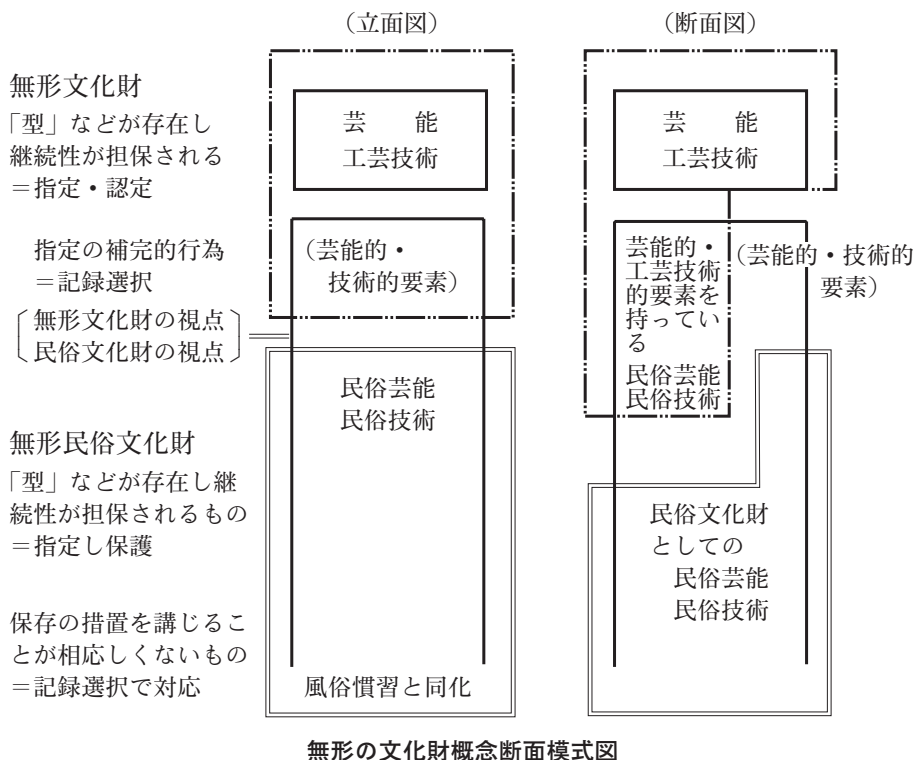 （立面図）
（断面図）
無形文化財
「型」などが存在し
継続性が担保される
＝指定・認定
指定の補完的行為
＝記録選択
無形文化財の視点
民俗文化財の視点
無形民俗文化財
「型」などが存在し継
続性が担保されるもの
＝指定し保護
保存の措置を講じるこ
とが相応しくないもの
＝記録選択で対応
芸　能
工芸技術
（芸能的・
技術的要素）
民俗芸能
民俗技術
風俗慣習と同化
芸　能
工芸技術
芸能的・
工芸技術
的要素を
持ってい
る
民俗芸能
民俗技術
（芸能的・技術的
要素）
民俗文化財
としての
民俗芸能
民俗技術
無形の文化財概念断面模式図